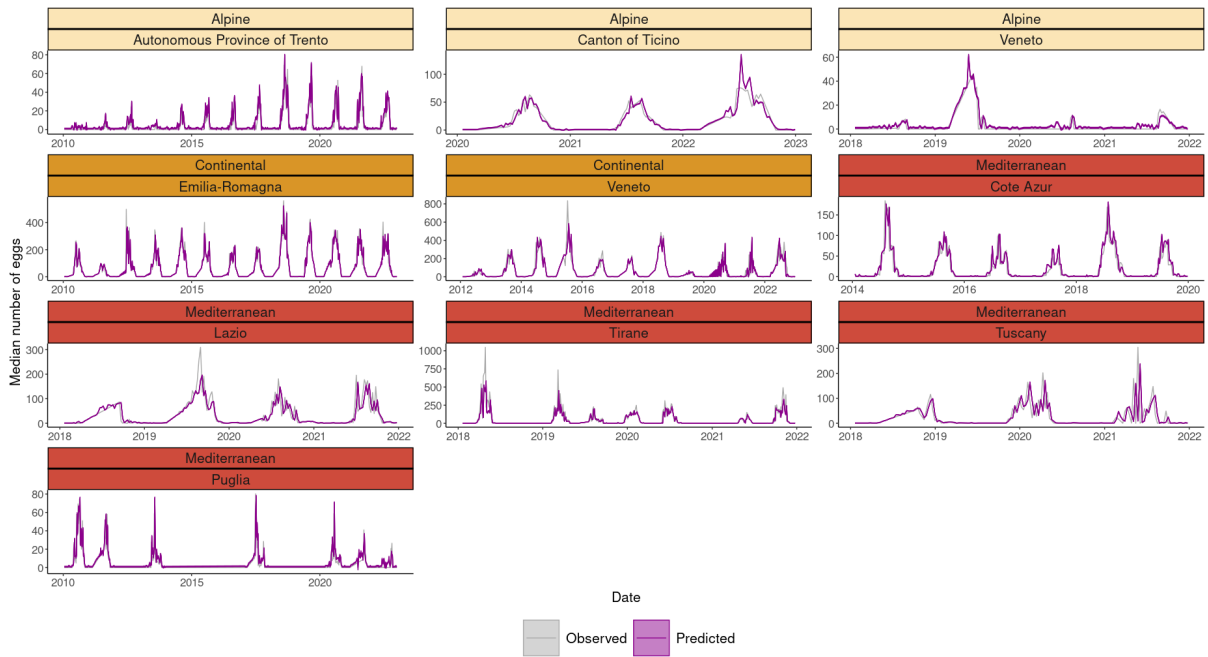 Alpine
Autonomous Province of Trento
80
60
40
20
0
2010 2015 2020
Alpine
Canton of Ticino
100
50
0
2020 2021 2022 2023
Alpine
Veneto
60
40
20
0
2018 2019 2020 2021 2022
Continental
Emilia-Romagna
400
200
0
2010 2015 2020
Continental
Veneto
800
600
400
200
0
2012 2014 2016 2018 2020 2022
Mediterranean
Cote Azur
150
100
50
0
2014 2016 2018 2020
Mediterranean
Lazio
300
200
100
0
2018 2019 2020 2021 2022
Mediterranean
Tirane
1000
750
500
250
0
2018 2019 2020 2021 2022
Mediterranean
Tuscany
300
200
100
0
2018 2019 2020 2021 2022
Mediterranean
Puglia
80
60
40
20
0
2010 2015 2020
Median number of eggs
Date
Observed Predicted